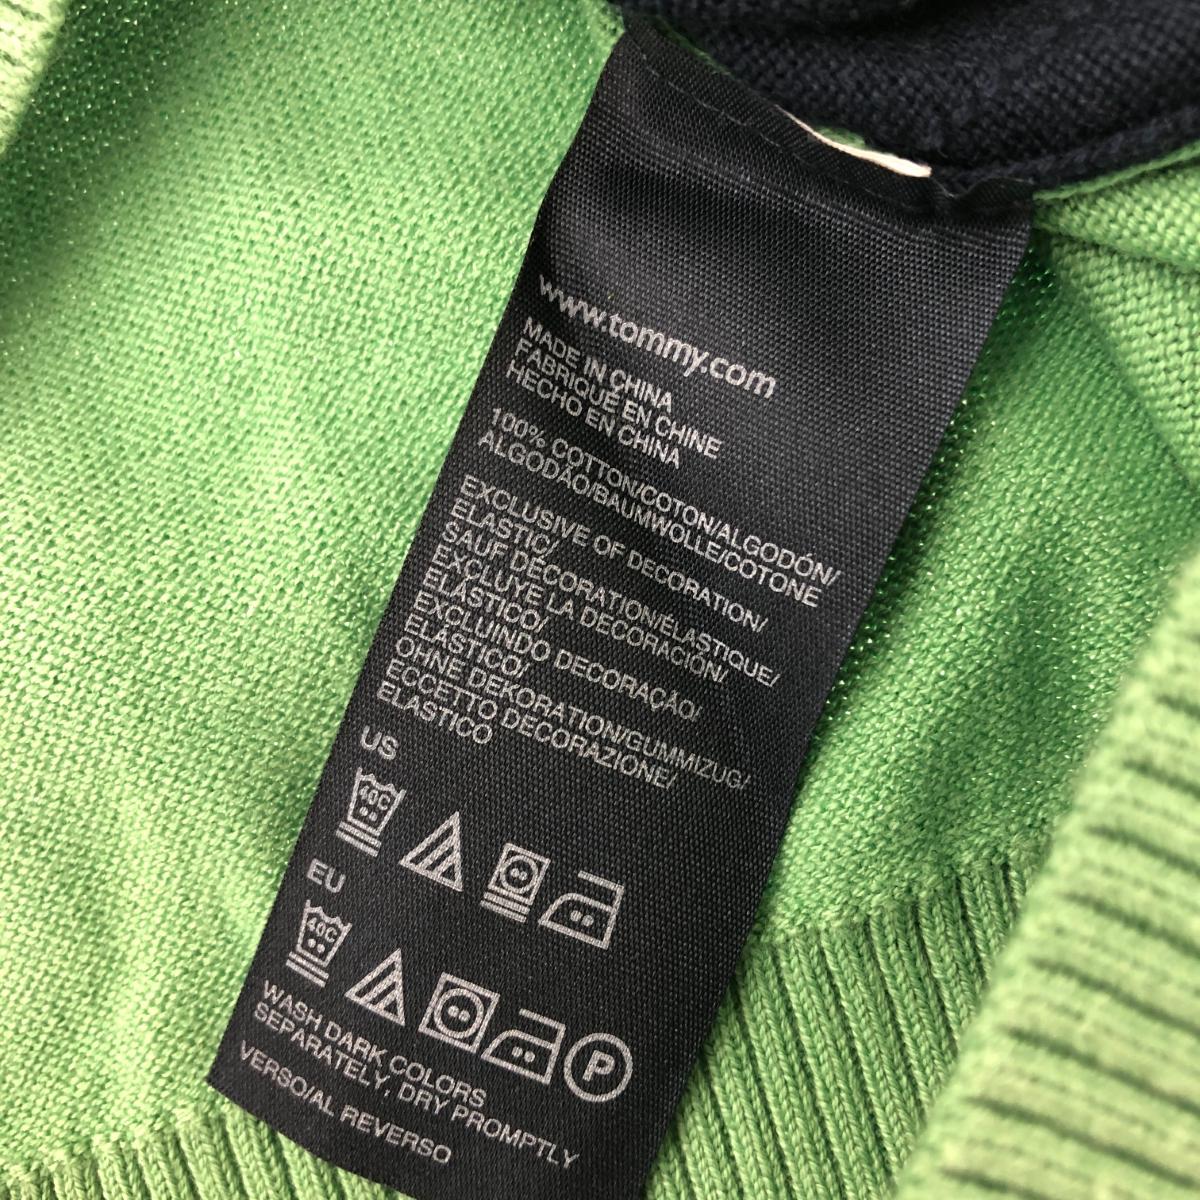 www.tommy.com
MADE IN CHINA
FABRIQUÉ EN CHINE
HECHO EN CHINA
100% COTTON/COTON/ALGODÓN/
ALGODÃO/BAUMWOLLE/COTONE
EXCLUSIVE OF DECORATION/
ELASTIC/
SAUF DÉCORATION/ÉLASTIQUE/
EXCLUYE LA DECORACIÓN/
ELÁSTICO/
EXCLUINDO DECORAÇÃO/
ELÁSTICO/
OHNE DEKORATION/GUMMIZUG/
ECCETTO DECORAZIONE/
ELASTICO
US
40C
EU
40C
P
WASH DARK COLORS
SEPARATELY, DRY PROMPTLY
VERSO/AL REVERSO